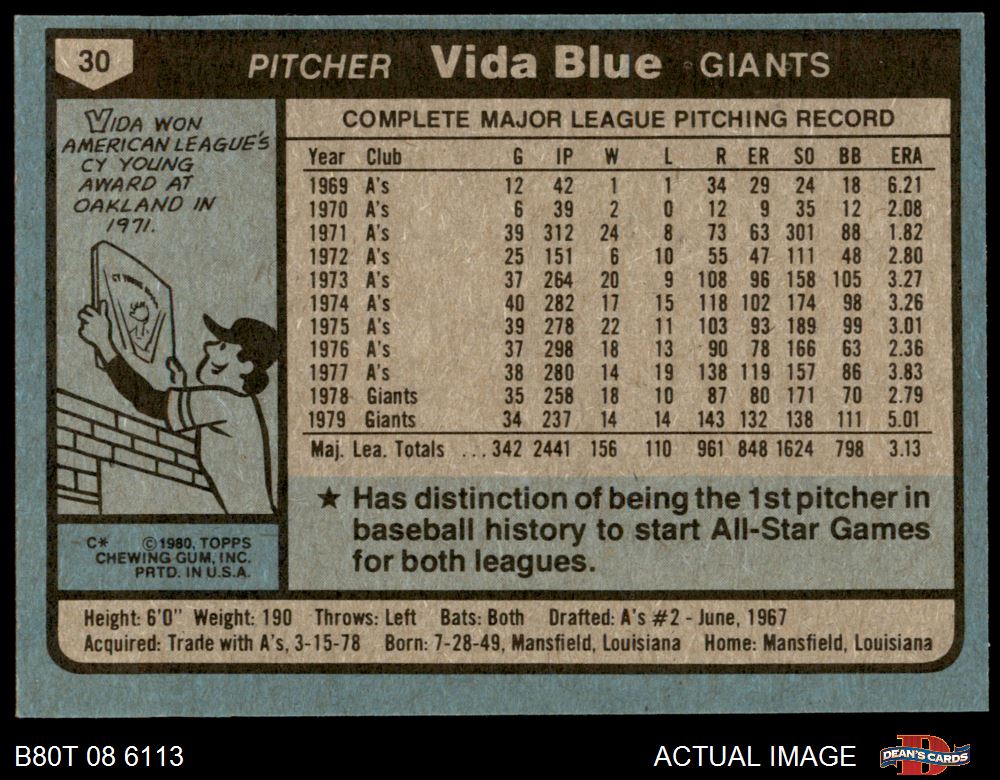 30
PITCHER Vida Blue GIANTS
VIDA WON
AMERICAN LEAGUE'S
CY YOUNG
AWARD AT
OAKLAND IN
1971.
CY YOUNG AWARD
C* ©1980, TOPPS
CHEWING GUM, INC.
PRTD. IN U.S.A.
COMPLETE MAJOR LEAGUE PITCHING RECORD
Year Club G IP W L R ER SO BB ERA
1969 A's 12 42 1 1 34 29 24 18 6.21
1970 A's 6 39 2 0 12 9 35 12 2.08
1971 A's 39 312 24 8 73 63 301 88 1.82
1972 A's 25 151 6 10 55 47 111 48 2.80
1973 A's 37 264 20 9 108 96 158 105 3.27
1974 A's 40 282 17 15 118 102 174 98 3.26
1975 A's 39 278 22 11 103 93 189 99 3.01
1976 A's 37 298 18 13 90 78 166 63 2.36
1977 A's 38 280 14 19 138 119 157 86 3.83
1978 Giants 35 258 18 10 87 80 171 70 2.79
1979 Giants 34 237 14 14 143 132 138 111 5.01
Maj. Lea. Totals ...342 2441 156 110 961 848 1624 798 3.13
★ Has distinction of being the 1st pitcher in
baseball history to start All-Star Games
for both leagues.
Height: 6'0" Weight: 190 Throws: Left Bats: Both Drafted: A's #2 - June, 1967
Acquired: Trade with A's, 3-15-78 Born: 7-28-49, Mansfield, Louisiana Home: Mansfield, Louisiana
B80T 08 6113
ACTUAL IMAGE
DEAN'S CARDS